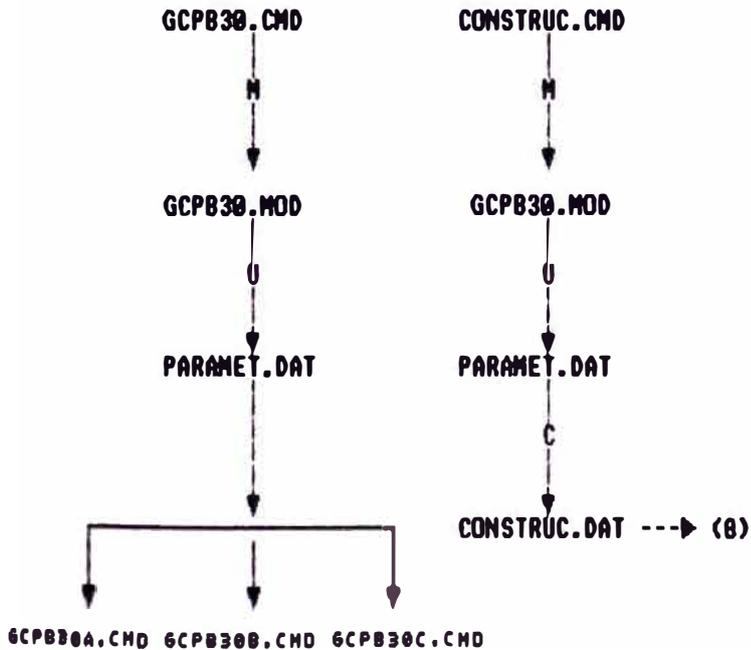 GCPB30.CMD CONSTRUC.CMD
M M
GCPB30.MOD GCPB30.MOD
U U
PARAMET.DAT PARAMET.DAT
C
CONSTRUC.DAT ---> (8)
GCPB30A.CMD GCPB30B.CMD GCPB30C.CMD